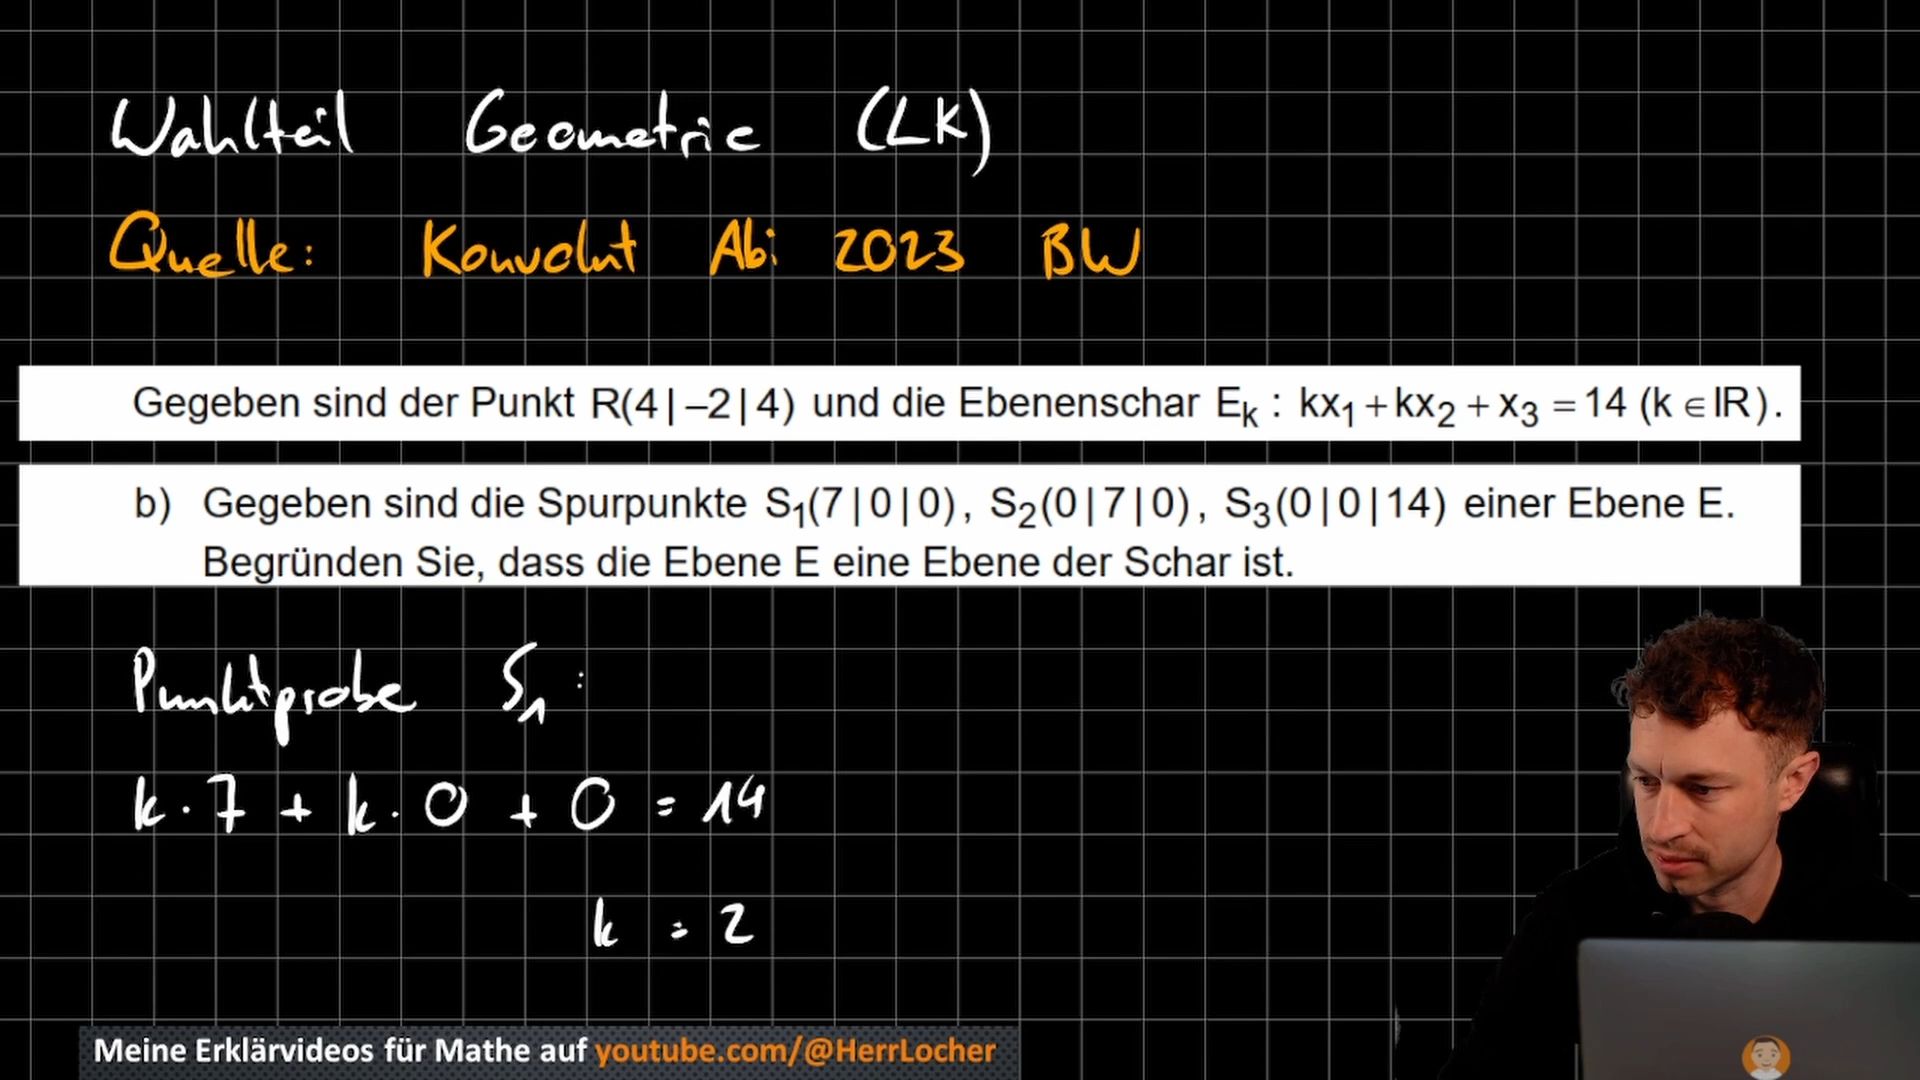 Wahlteil Geometrie (LK)
Quelle: Konvolut Abi 2023 BW
Gegeben sind der Punkt R(4|–2|4) und die Ebenenschar Eₖ : kx₁+kx₂+x₃=14 (k∈ℝ).
b) Gegeben sind die Spurpunkte S₁(7|0|0), S₂(0|7|0), S₃(0|0|14) einer Ebene E.
Begründen Sie, dass die Ebene E eine Ebene der Schar ist.
Punktprobe S₁:
k·7 + k·0 + 0 = 14
k = 2
Meine Erklärvideos für Mathe auf youtube.com/@HerrLocher